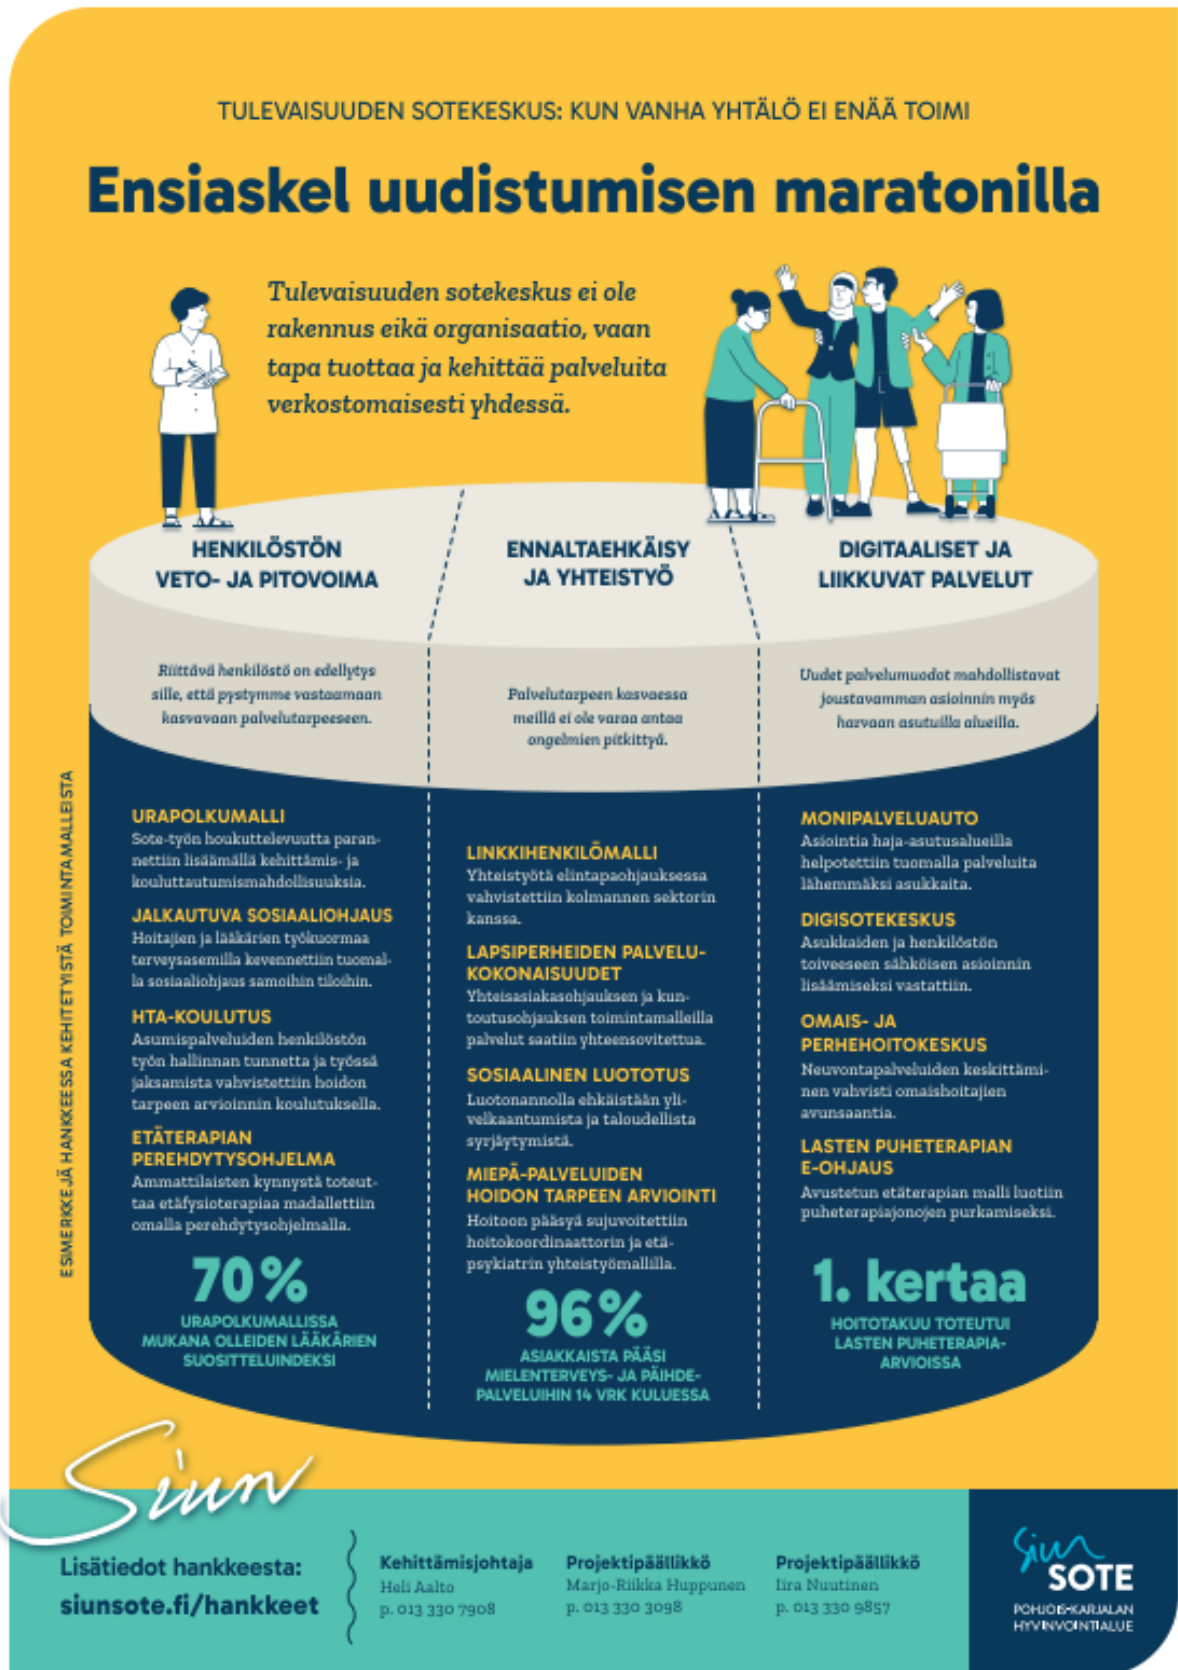 TULEVAISUUDEN SOTEKESKUS: KUN VANHA YHTÄLÖ EI ENÄÄ TOIMI
Ensiaskel uudistumisen maratonilla
Tulevaisuuden sotekeskus ei ole
rakennus eikä organisaatio, vaan
tapa tuottaa ja kehittää palveluita
verkostomaisesti yhdessä.
HENKILÖSTÖN
VETO- JA PITOVOIMA
Riittävä henkilöstö on edellytys
sille, että pystymme vastaamaan
kasvavaan palvelutarpeeseen.
ESIMERKKEJÄ HANKKEESSA KEHITETYISTÄ TOIMINTAMALLEISTA
URAPOLKUMALLI
Sote-työn houkuttelevuutta paran-
nettiin lisäämällä kehittämis- ja
kouluttautumismahdollisuuksia.
JALKAUTUVA SOSIAALIOHJAUS
Hoitajien ja lääkärien työkuormaa
terveysasemilla kevennettiin tuomal-
la sosiaaliohjaus samoihin tiloihin.
HTA-KOULUTUS
Asumispalveluiden henkilöstön
työn hallinnan tunnetta ja työssä
jaksamista vahvistettiin hoidon
tarpeen arvioinnin koulutuksella.
ETÄTERAPIAN
PEREHDYTYSOHJELMA
Ammattilaisten kynnystä toteut-
taa etäfysioterapiaa madallettiin
omalla perehdytysohjelmalla.
70%
URAPOLKUMALLISSA
MUKANA OLLEIDEN LÄÄKÄRIEN
SUOSITTELUINDEKSI
ENNALTAEHKÄISY
JA YHTEISTYÖ
Palvelutarpeen kasvaessa
meillä ei ole varaa antaa
ongelmien pitkittyä.
LINKKIHENKILÖMALLI
Yhteistyötä elintapaohjauksessa
vahvistettiin kolmannen sektorin
kanssa.
LAPSIPERHEIDEN PALVELU-
KOKONAISUUDET
Yhteisasiakasohjauksen ja kun-
toutusohjauksen toimintamalleilla
palvelut saatiin yhteensovitettua.
SOSIAALINEN LUOTOTUS
Luotonannolla ehkäistään yli-
velkaantumista ja taloudellista
syrjäytymistä.
MIEPÄ-PALVELUIDEN
HOIDON TARPEEN ARVIOINTI
Hoitoon pääsyä sujuvoitettiin
hoitokoordinaattorin ja etä-
psykiatrin yhteistyömallilla.
96%
ASIAKKAISTA PÄÄSI
MIELENTERVEYS- JA PÄIHDE-
PALVELUIHIN 14 VRK KULUESSA
DIGITAALISET JA
LIIKKUVAT PALVELUT
Uudet palvelumuodot mahdollistavat
joustavamman asioinnin myös
harvaan asutuilla alueilla.
MONIPALVELUAUTO
Asiointia haja-asutusalueilla
helpotettiin tuomalla palveluita
lähemmäksi asukkaita.
DIGISOTEKESKUS
Asukkaiden ja henkilöstön
toiveeseen sähköisen asioinnin
lisäämiseksi vastattiin.
OMAIS- JA
PERHEHOITOKESKUS
Neuvontapalveluiden keskittämi-
nen vahvisti omaishoitajien
avunsaantia.
LASTEN PUHETERAPIAN
E-OHJAUS
Avustetun etäterapian malli luotiin
puheterapiajonojen purkamiseksi.
1. kertaa
HOITOTAKUU TOTEUTUI
LASTEN PUHETERAPIA-
ARVIOISSA
Siun
Lisätiedot hankkeesta:
siunsote.fi/hankkeet
Kehittämisjohtaja
Heli Aalto
p. 013 330 7908
Projektipäällikkö
Marjo-Riikka Huppunen
p. 013 330 3098
Projektipäällikkö
Iira Nuutinen
p. 013 330 9857
Siun
SOTE
POHJOIS-KARJALAN
HYVINVOINTIALUE